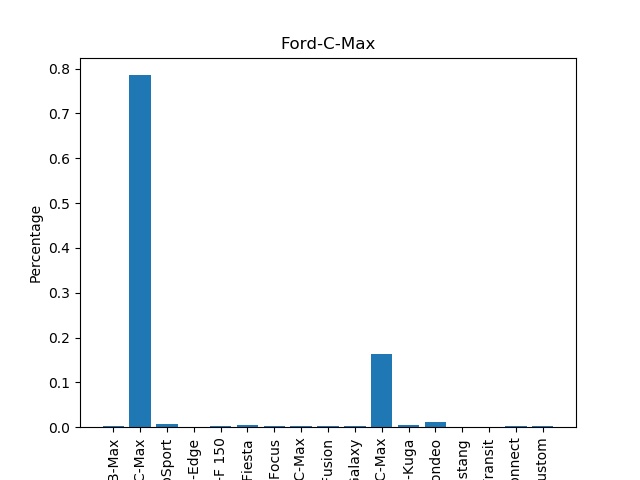 Ford-C-Max
Percentage
0.8
0.7
0.6
0.5
0.4
0.3
0.2
0.1
0.0
B-Max
C-Max
oSport
-Edge
-F 150
Fiesta
Focus
C-Max
Fusion
Galaxy
C-Max
-Kuga
ondeo
stang
ransit
onnect
ustom